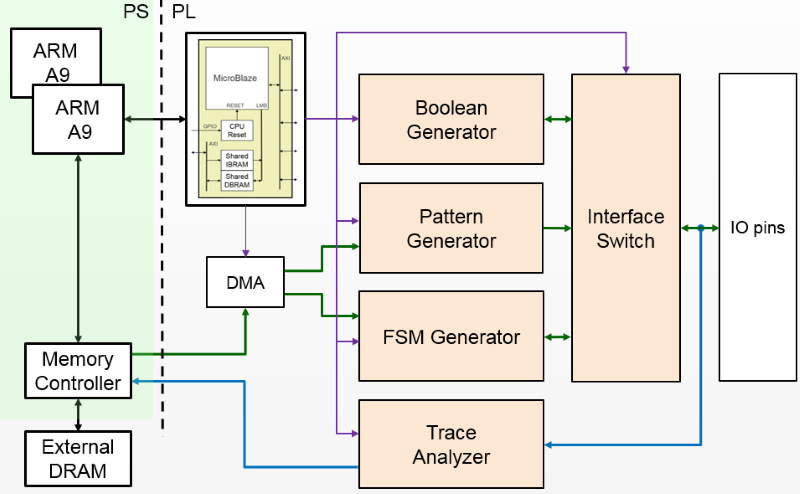 PS
PL
ARM
A9
ARM
A9
MicroBlaze
AXI
RESET
LMB
GPIO
CPU
Reset
AXI
Shared
IBRAM
Shared
DBRAM
Boolean
Generator
Pattern
Generator
Interface
Switch
IO pins
DMA
FSM Generator
Memory
Controller
Trace
Analyzer
External
DRAM